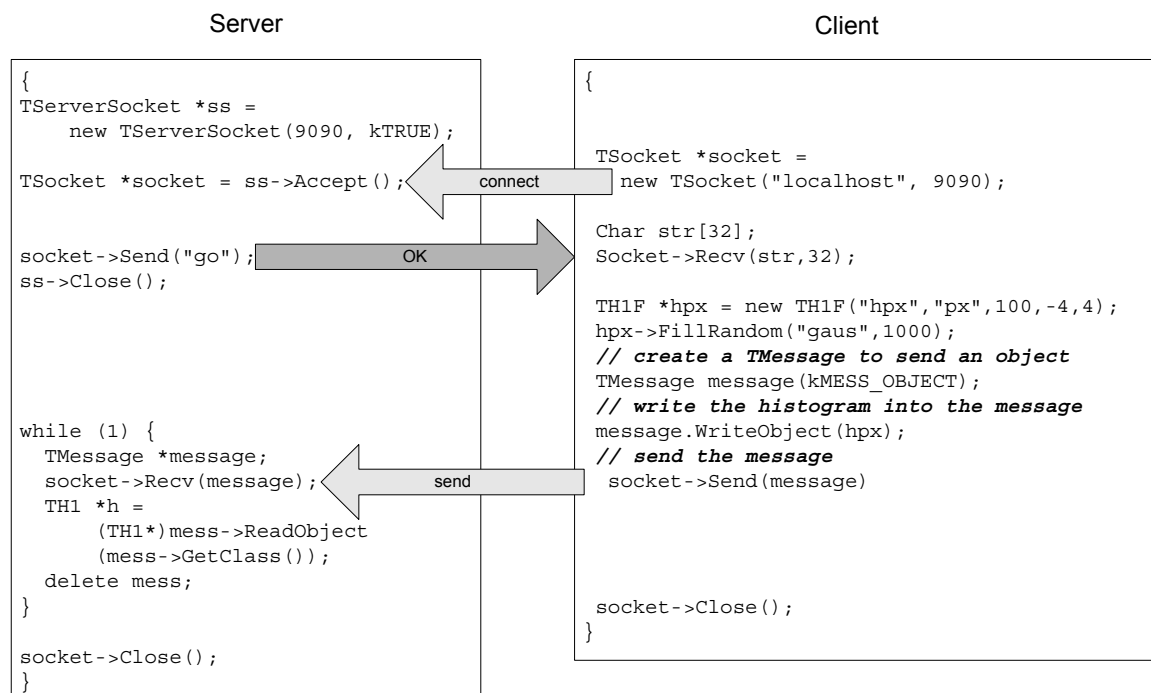 Server
{
TServerSocket *ss =
    new TServerSocket(9090, kTRUE);
TSocket *socket = ss->Accept();
socket->Send("go");
ss->Close();
while (1) {
  TMessage *message;
  socket->Recv(message);
  TH1 *h =
      (TH1*)mess->ReadObject
      (mess->GetClass());
  delete mess;
}
socket->Close();
}
connect
OK
send
Client
{
TSocket *socket =
  new TSocket("localhost", 9090);
Char str[32];
Socket->Recv(str,32);
TH1F *hpx = new TH1F("hpx","px",100,-4,4);
hpx->FillRandom("gaus",1000);
// create a TMessage to send an object
TMessage message(kMESS_OBJECT);
// write the histogram into the message
message.WriteObject(hpx);
// send the message
 socket->Send(message)
socket->Close();
}